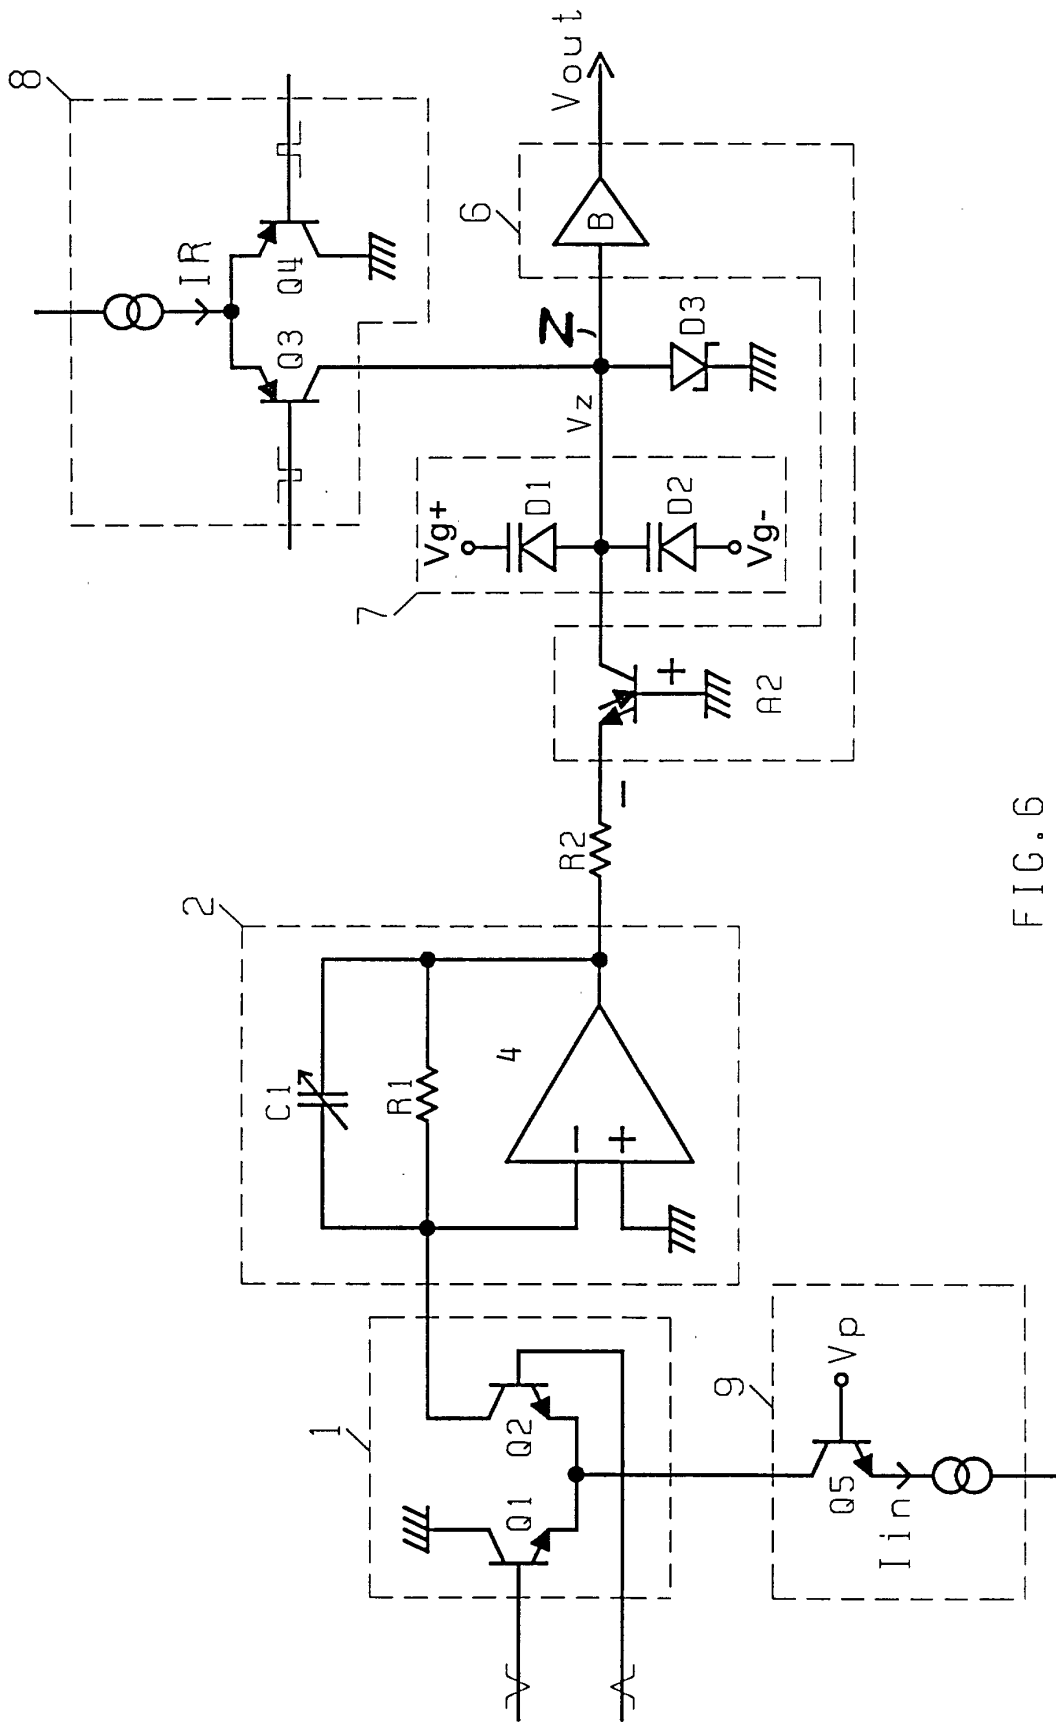 8
IR
Q3
Q4
6
Vout
B
Z
Vz
D3
7
Vg+
D1
D2
Vg-
+
A2
-
R2
2
C1
R1
4
-
+
1
Q1
Q2
9
Vp
Q5
Iin
FIG.6